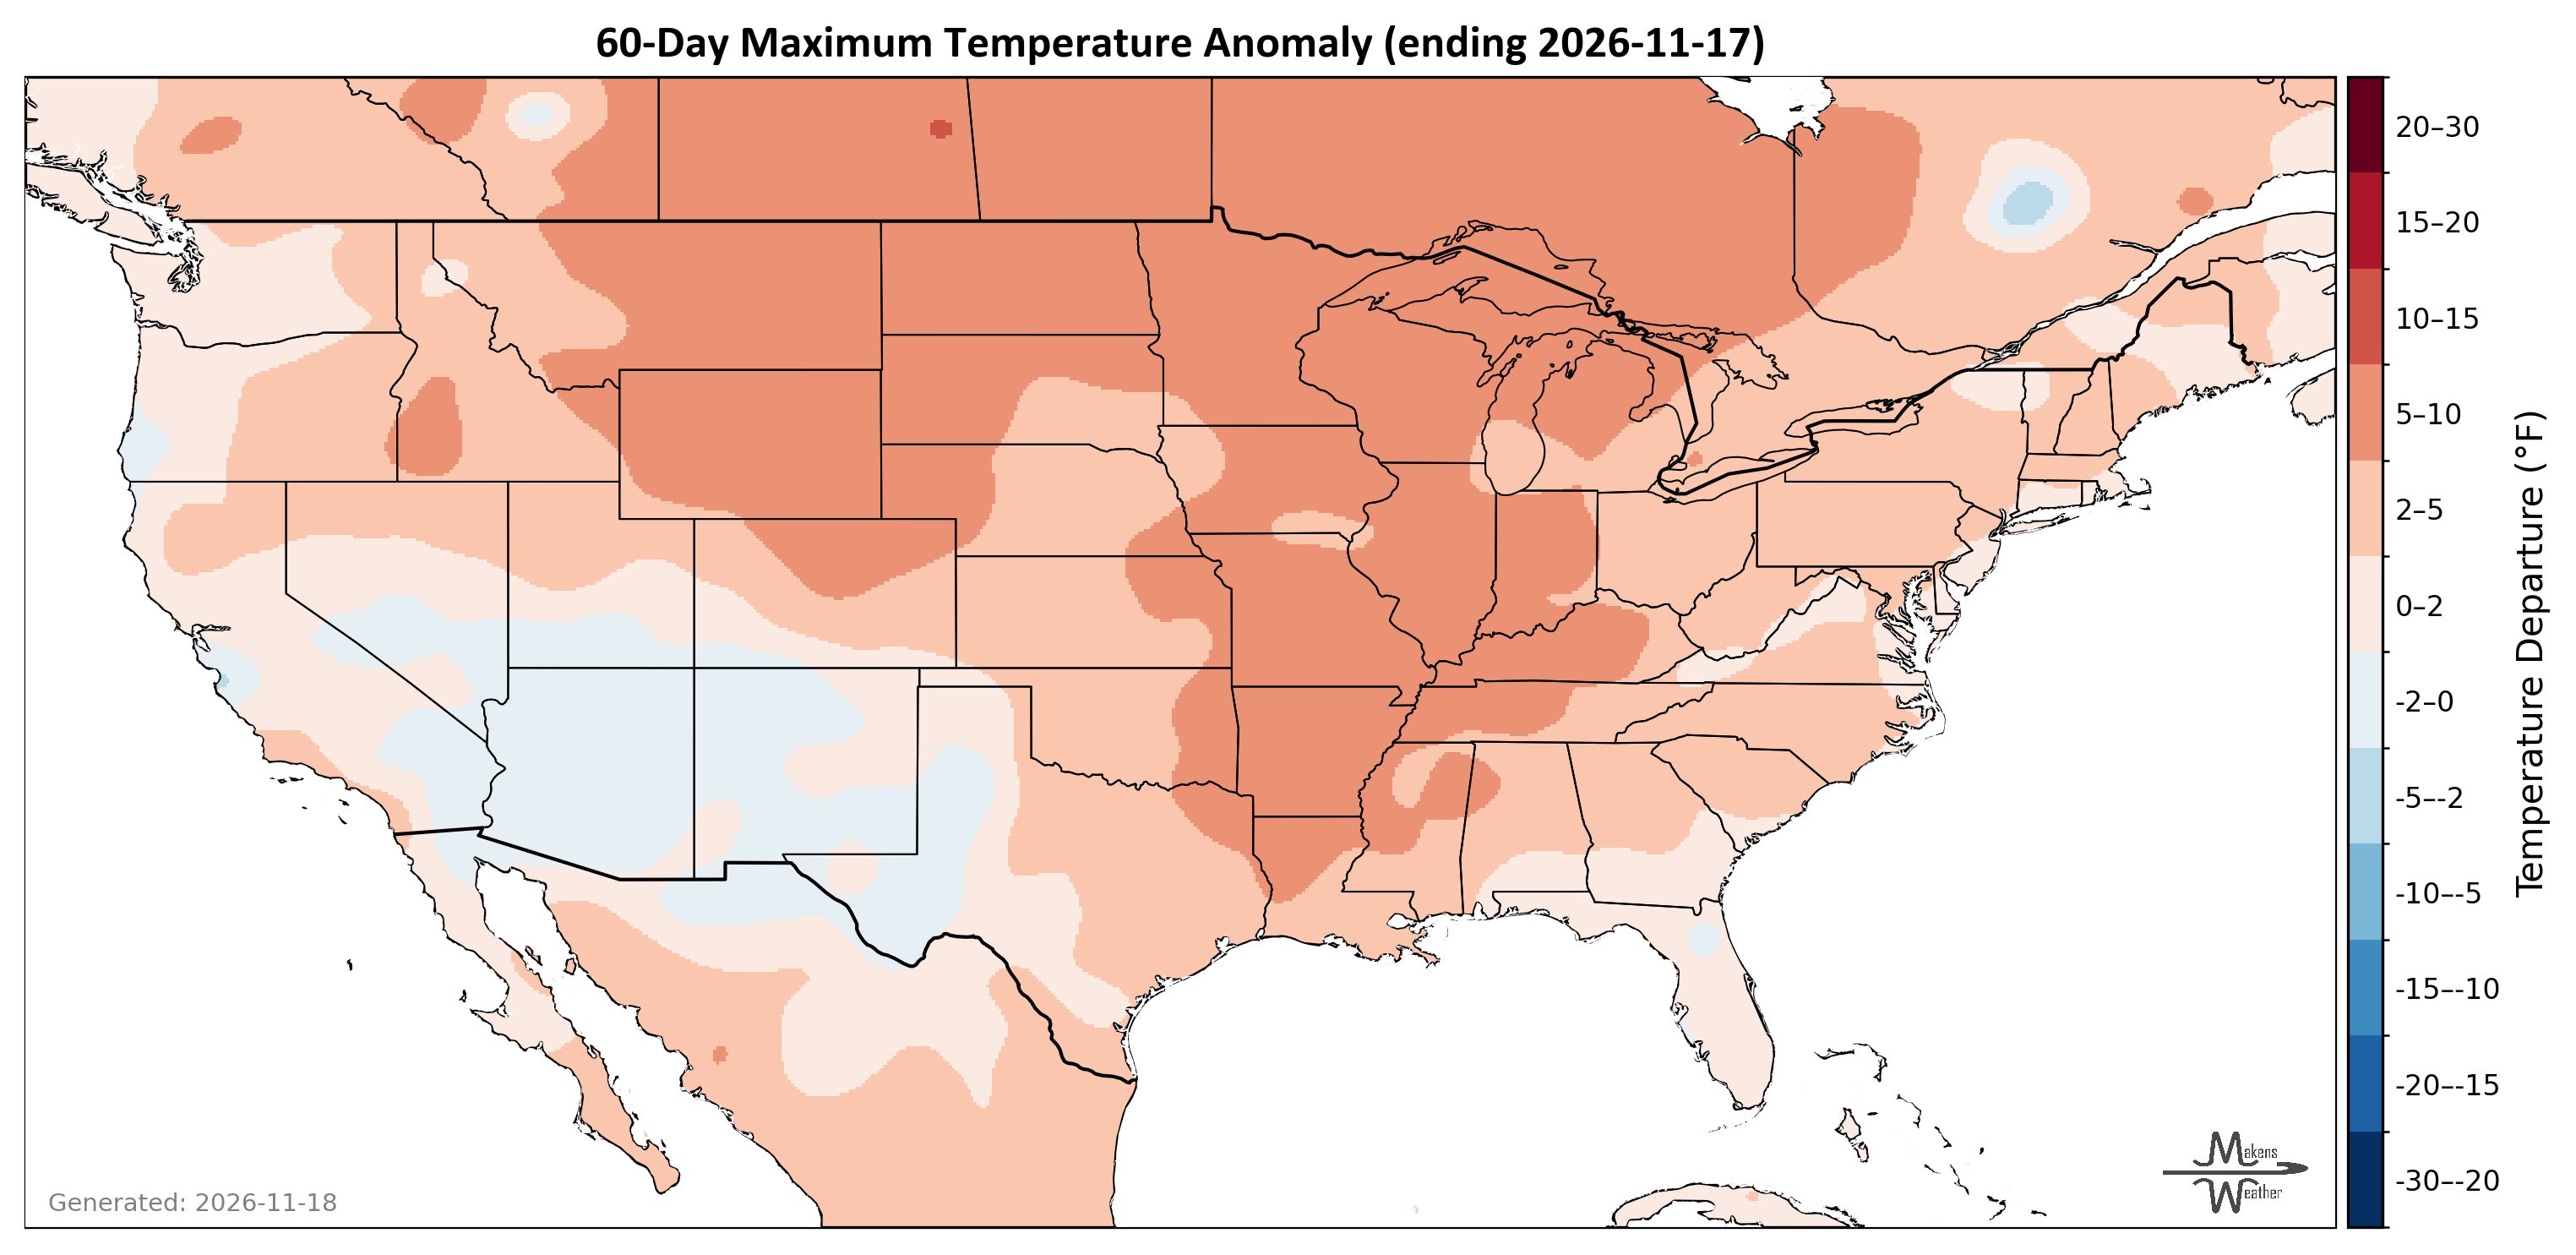 60-Day Maximum Temperature Anomaly (ending 2026-11-17)
20–30
15–20
10–15
5–10
2–5
0–2
-2–0
-5–-2
-10–-5
-15–-10
-20–-15
-30–-20
Temperature Departure (°F)
Makens
Weather
Generated: 2026-11-18